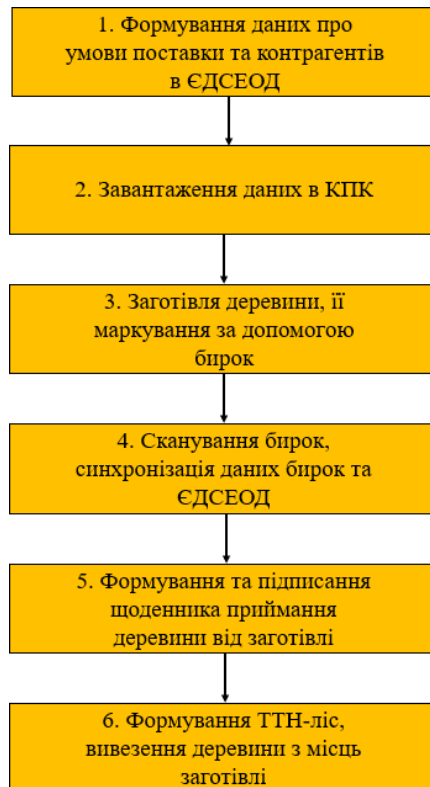 1. Формування даних про
умови поставки та контрагентів
в ЄДСЕОД
2. Завантаження даних в КПК
3. Заготівля деревини, її
маркування за допомогою
бирок
4. Сканування бирок,
синхронізація даних бирок та
ЄДСЕОД
5. Формування та підписання
щоденника приймання
деревини від заготівлі
6. Формування ТТН-ліс,
вивезення деревини з місць
заготівлі